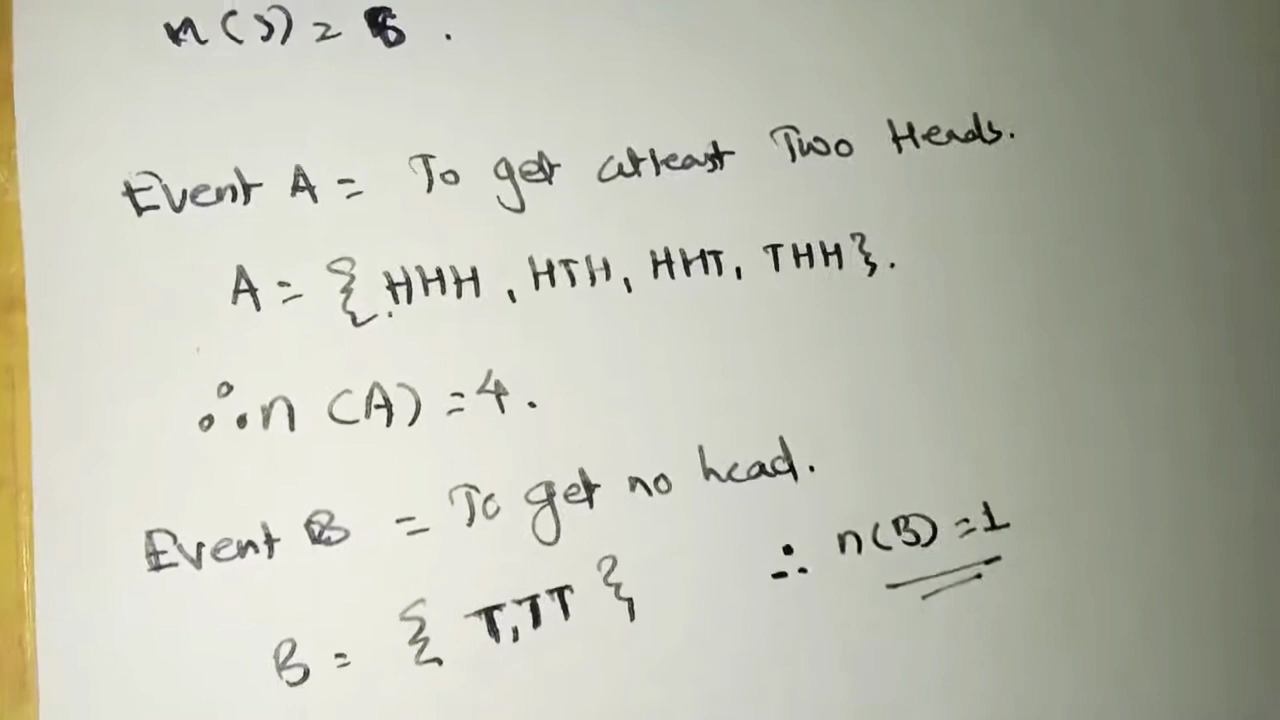 n(S) = 8.
Event A = To get atleast Two Heads.
A = {HHH, HTH, HHT, THH}.
∴ n (A) = 4.
Event B = To get no head.
B = { T,TT }
∴ n(B) = 1